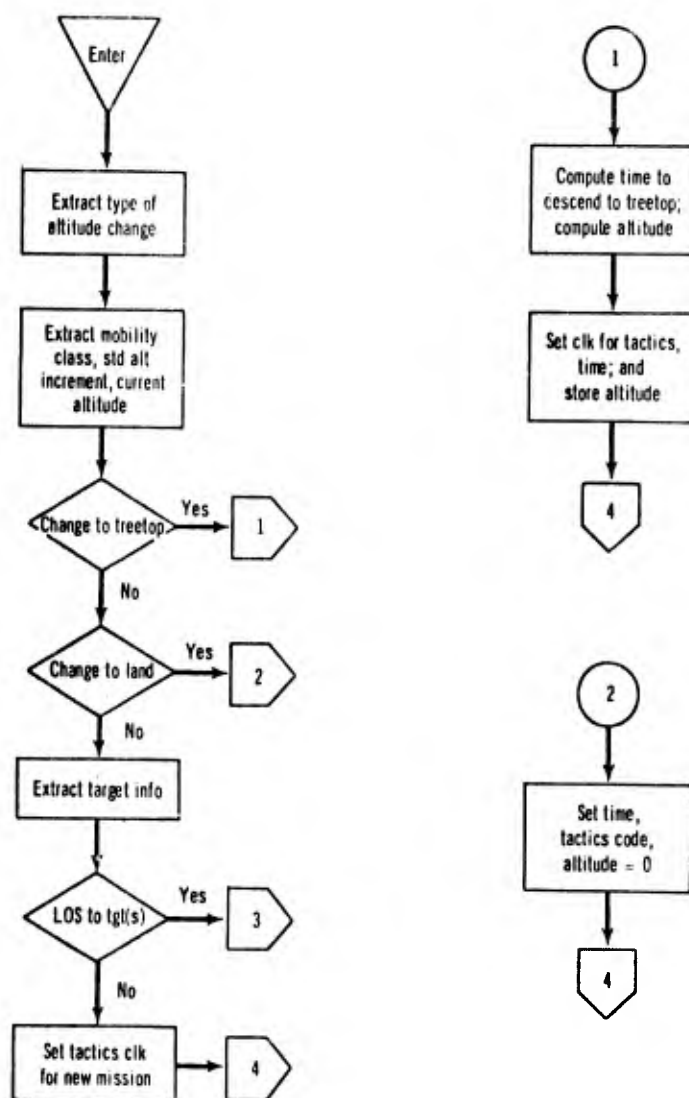 Enter
Extract type of
altitude change
Extract mobility
class, std alt
increment, current
altitude
Change to treetop
Yes
1
No
Change to land
Yes
2
No
Extract target info
LOS to tgt(s)
Yes
3
No
Set tactics clk
for new mission
4
1
Compute time to
cescend to treetop;
compute altitude
Set clk for tactics,
time; and
store altitude
4
2
Set time,
tactics code,
altitude = 0
4